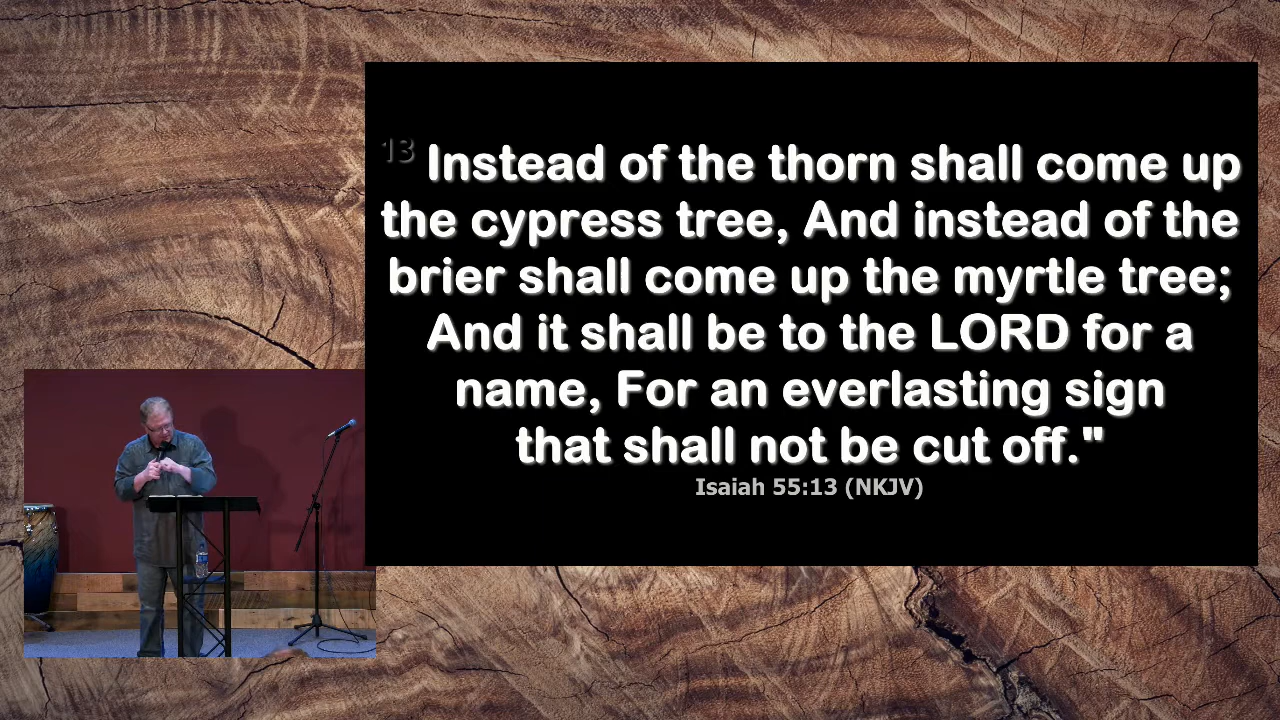 13 Instead of the thorn shall come up
the cypress tree, And instead of the
brier shall come up the myrtle tree;
And it shall be to the LORD for a
name, For an everlasting sign
that shall not be cut off."
Isaiah 55:13 (NKJV)